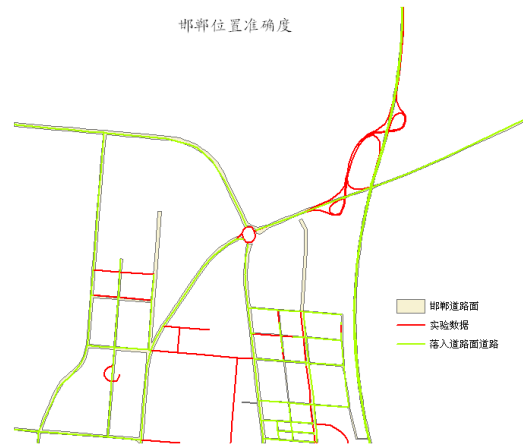 邯郸位置准确度
邯郸道路面
实验数据
落入道路面道路